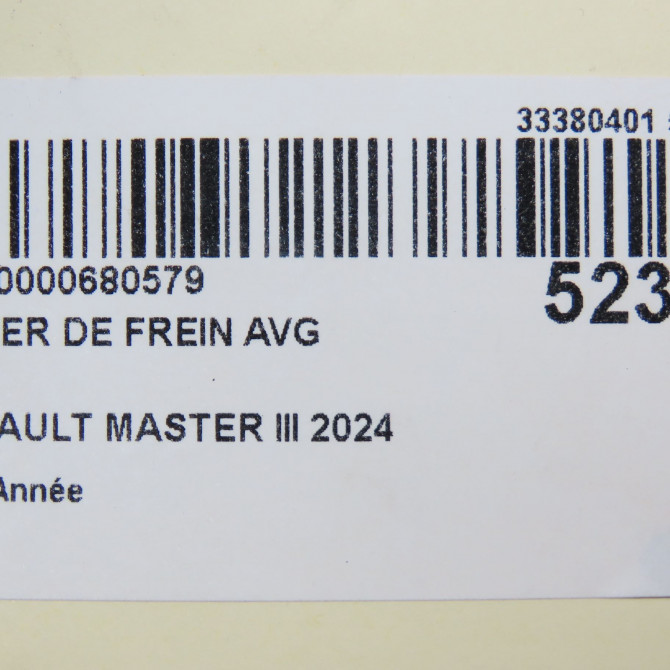 33380401
0000680579
523
ER DE FREIN AVG
AULT MASTER III 2024
Année